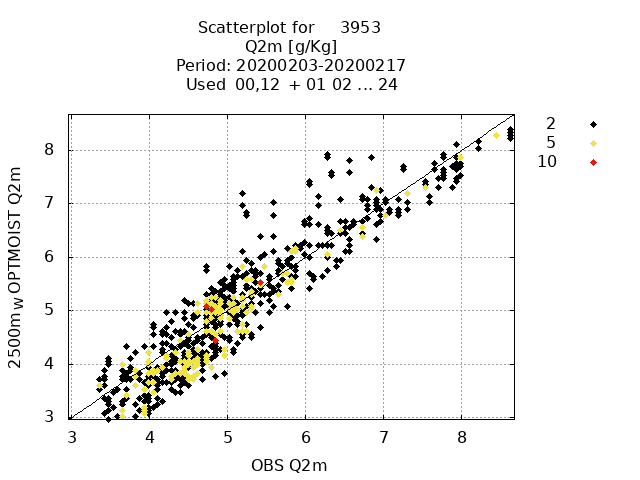 Scatterplot for 3953
Q2m [g/Kg]
Period: 20200203-20200217
Used 00,12 + 01 02 ... 24
2
5
10
8
7
6
5
4
3
3 4 5 6 7 8
2500m_w OPTMOIST Q2m
OBS Q2m